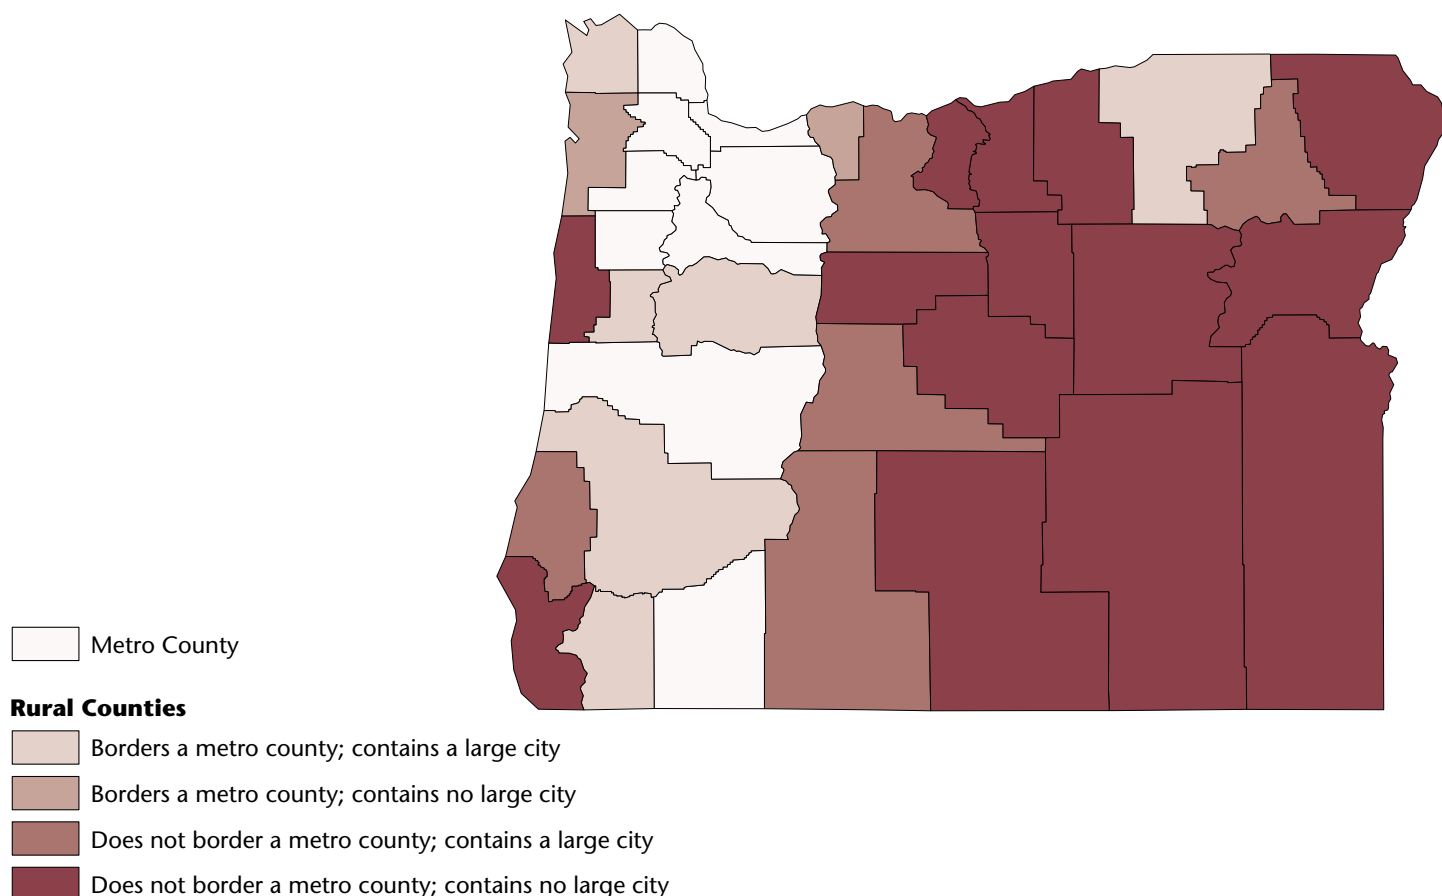 Metro County
Rural Counties
Borders a metro county; contains a large city
Borders a metro county; contains no large city
Does not border a metro county; contains a large city
Does not border a metro county; contains no large city